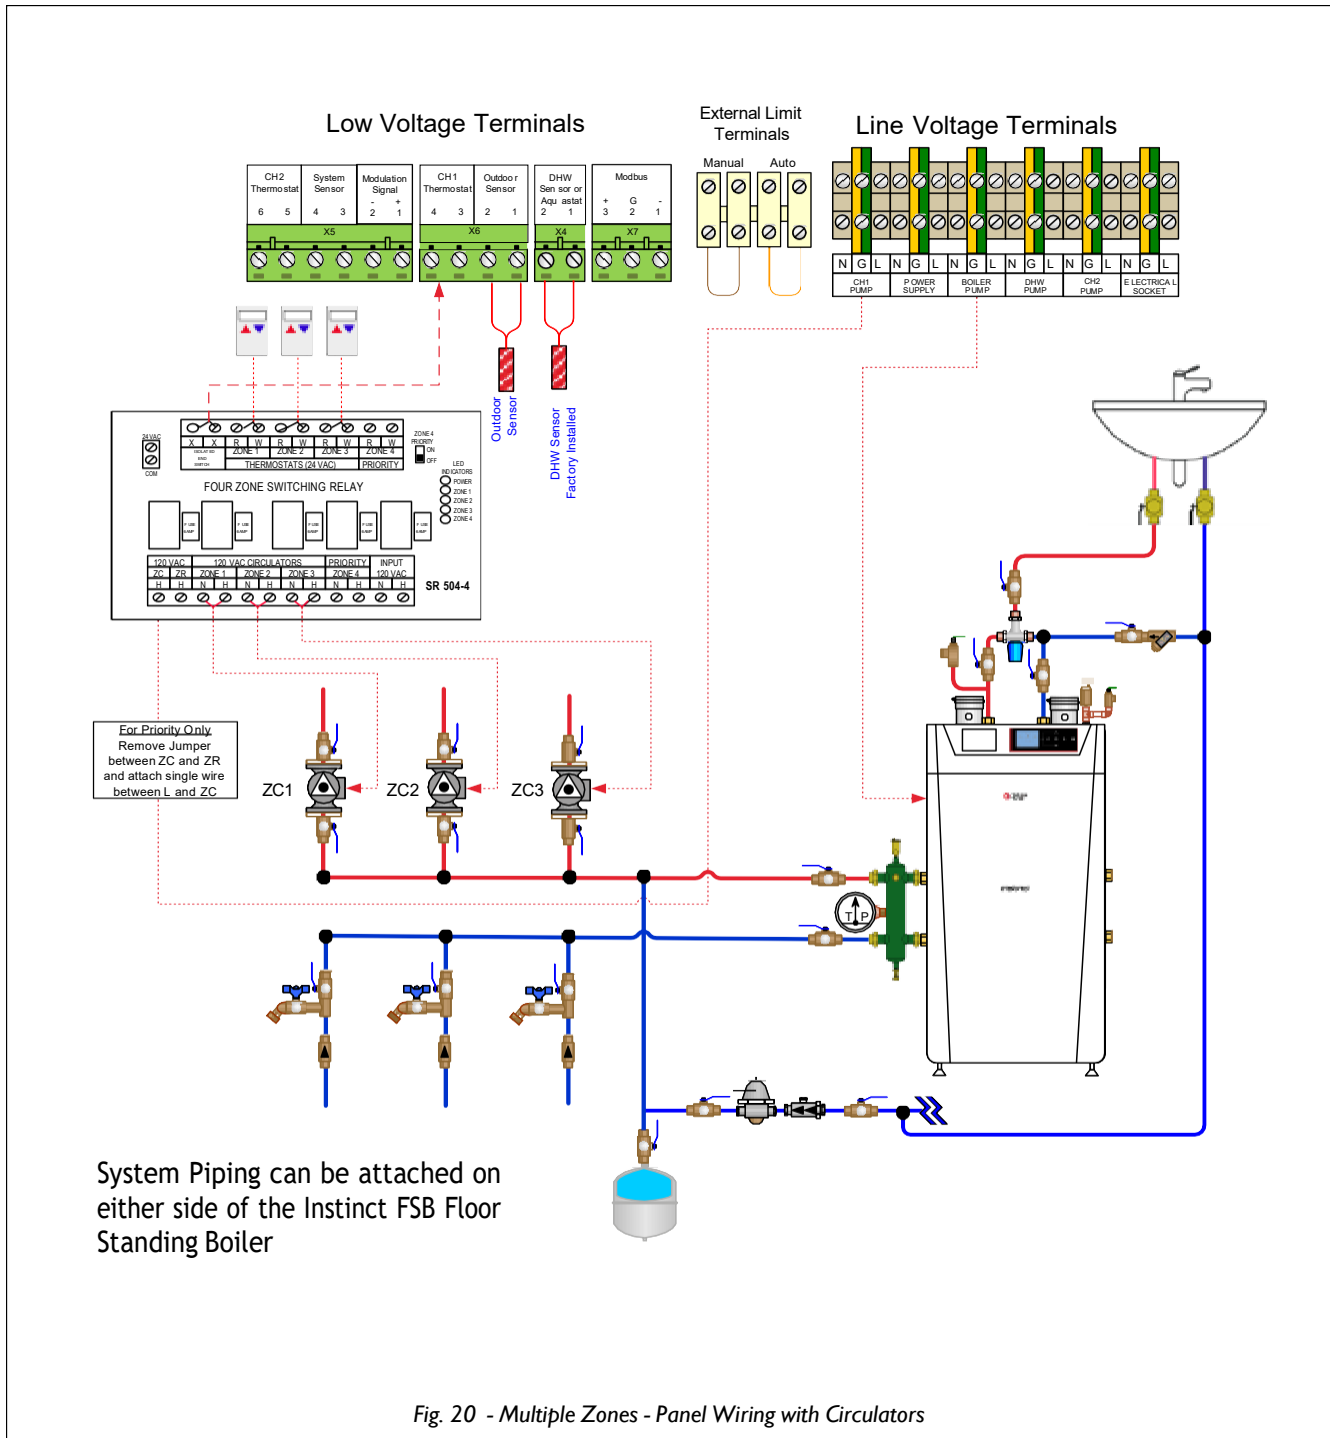 Low Voltage Terminals
External Limit
Terminals
Line Voltage Terminals
Manual Auto
CH2
Thermostat
6 5
System
Sensor
4 3
Modulation
Signal
- +
2 1
CH1
Thermostat
4 3
Outdoor
Sensor
2 1
DHW
Sensor or
Aquastat
2 1
Modbus
+ G -
3 2 1
X5
X6
X4
X7
N G L N G L N G L N G L N G L N G L
CH1
PUMP
POWER
SUPPLY
BOILER
PUMP
DHW
PUMP
CH2
PUMP
ELECTRICAL
SOCKET
Outdoor
Sensor
DHW Sensor
Factory Installed
24 VAC
COM
X X R W R W R W R W
ISOLATED
END
SWITCH
ZONE 1 ZONE 2 ZONE 3 ZONE 4
THERMOSTATS (24 VAC) PRIORITY
ZONE 4
PRIORITY
ON
OFF
LED
INDICATORS
POWER
ZONE 1
ZONE 2
ZONE 3
ZONE 4
FOUR ZONE SWITCHING RELAY
120 VAC 120 VAC CIRCULATORS PRIORITY INPUT
ZC ZR ZONE 1 ZONE 2 ZONE 3 ZONE 4 120 VAC
H H N H N H N H N H N H
SR 504-4
For Priority Only
Remove Jumper
between ZC and ZR
and attach single wire
between L and ZC
ZC1
ZC2
ZC3
T P
System Piping can be attached on
either side of the Instinct FSB Floor
Standing Boiler
Fig. 20 - Multiple Zones - Panel Wiring with Circulators